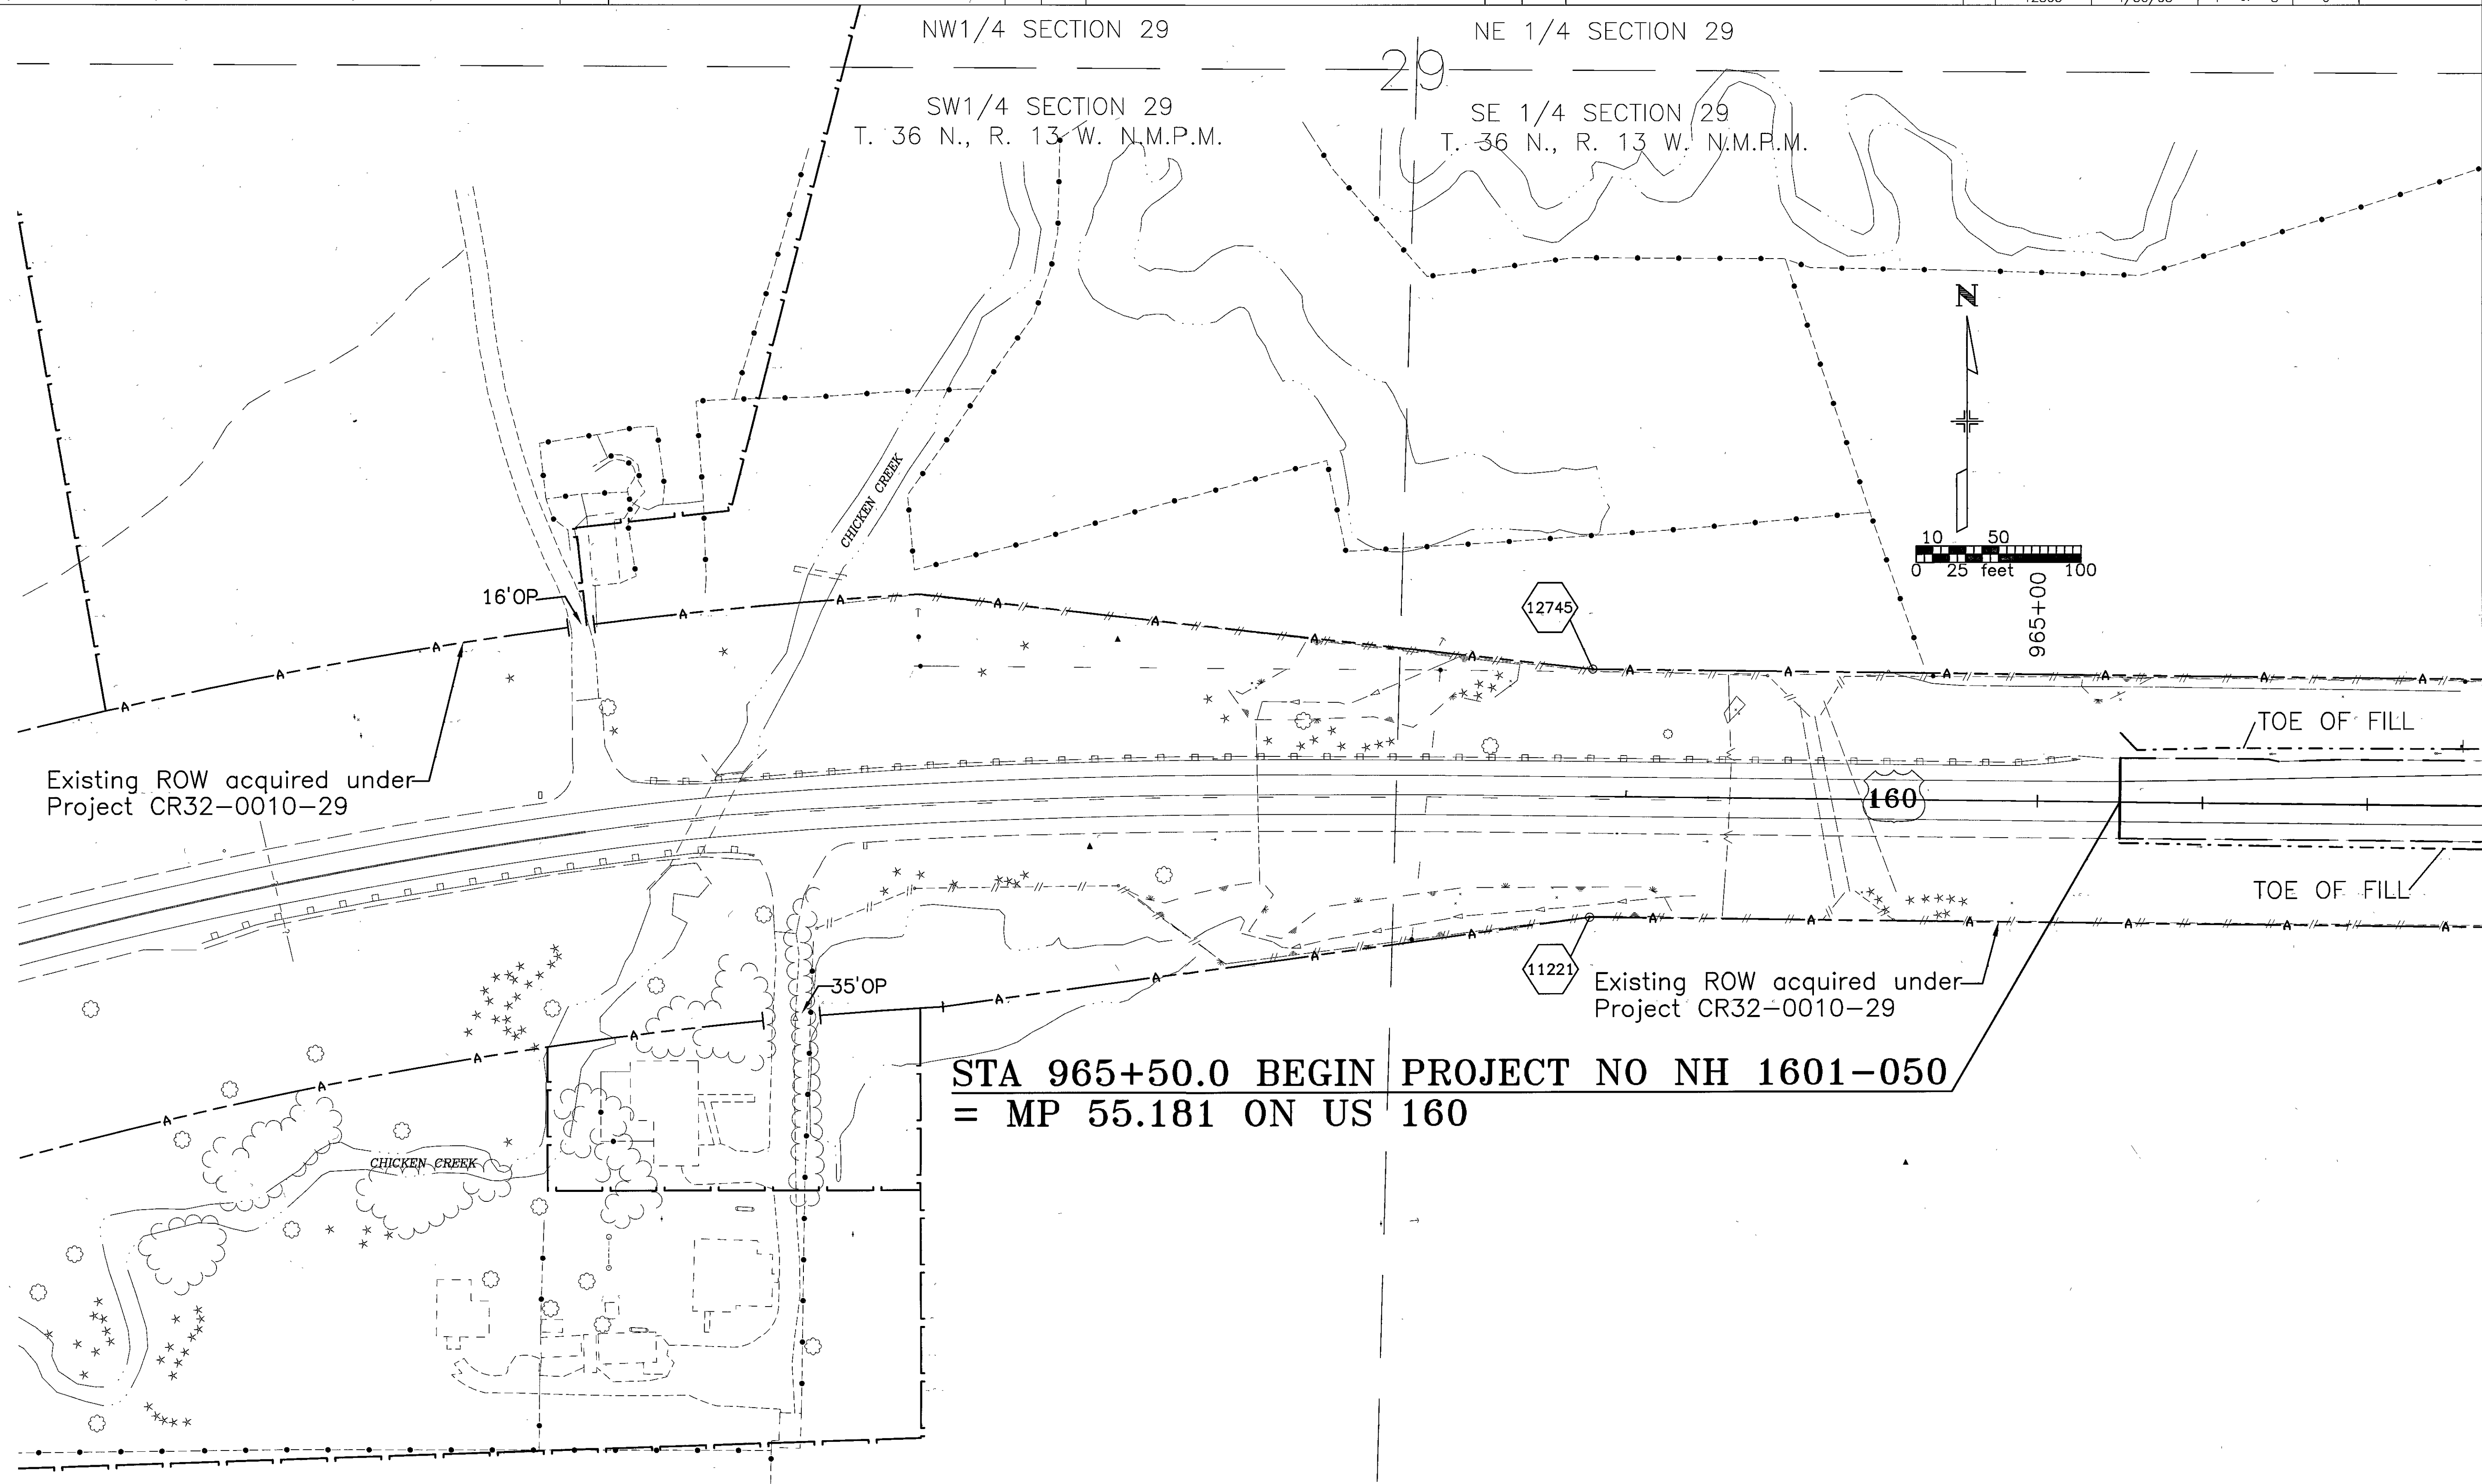 NW1/4 SECTION 29
NE 1/4 SECTION 29
29
SW1/4 SECTION 29
T. 36 N., R. 13 W. N.M.P.M.
SE 1/4 SECTION 29
T. 36 N., R. 13 W. N.M.P.M.
N
10 50
0 25 feet 100
965+00
CHICKEN CREEK
16'OP
12745
A A A A A A A A A A A A A A A A
TOE OF FILL
Existing ROW acquired under
Project CR32-0010-29
160
TOE OF FILL
35'OP
11221
Existing ROW acquired under
Project CR32-0010-29
A A A A A A A A A A A A A A A
STA 965+50.0 BEGIN PROJECT NO NH 1601-050
= MP 55.181 ON US 160
CHICKEN CREEK